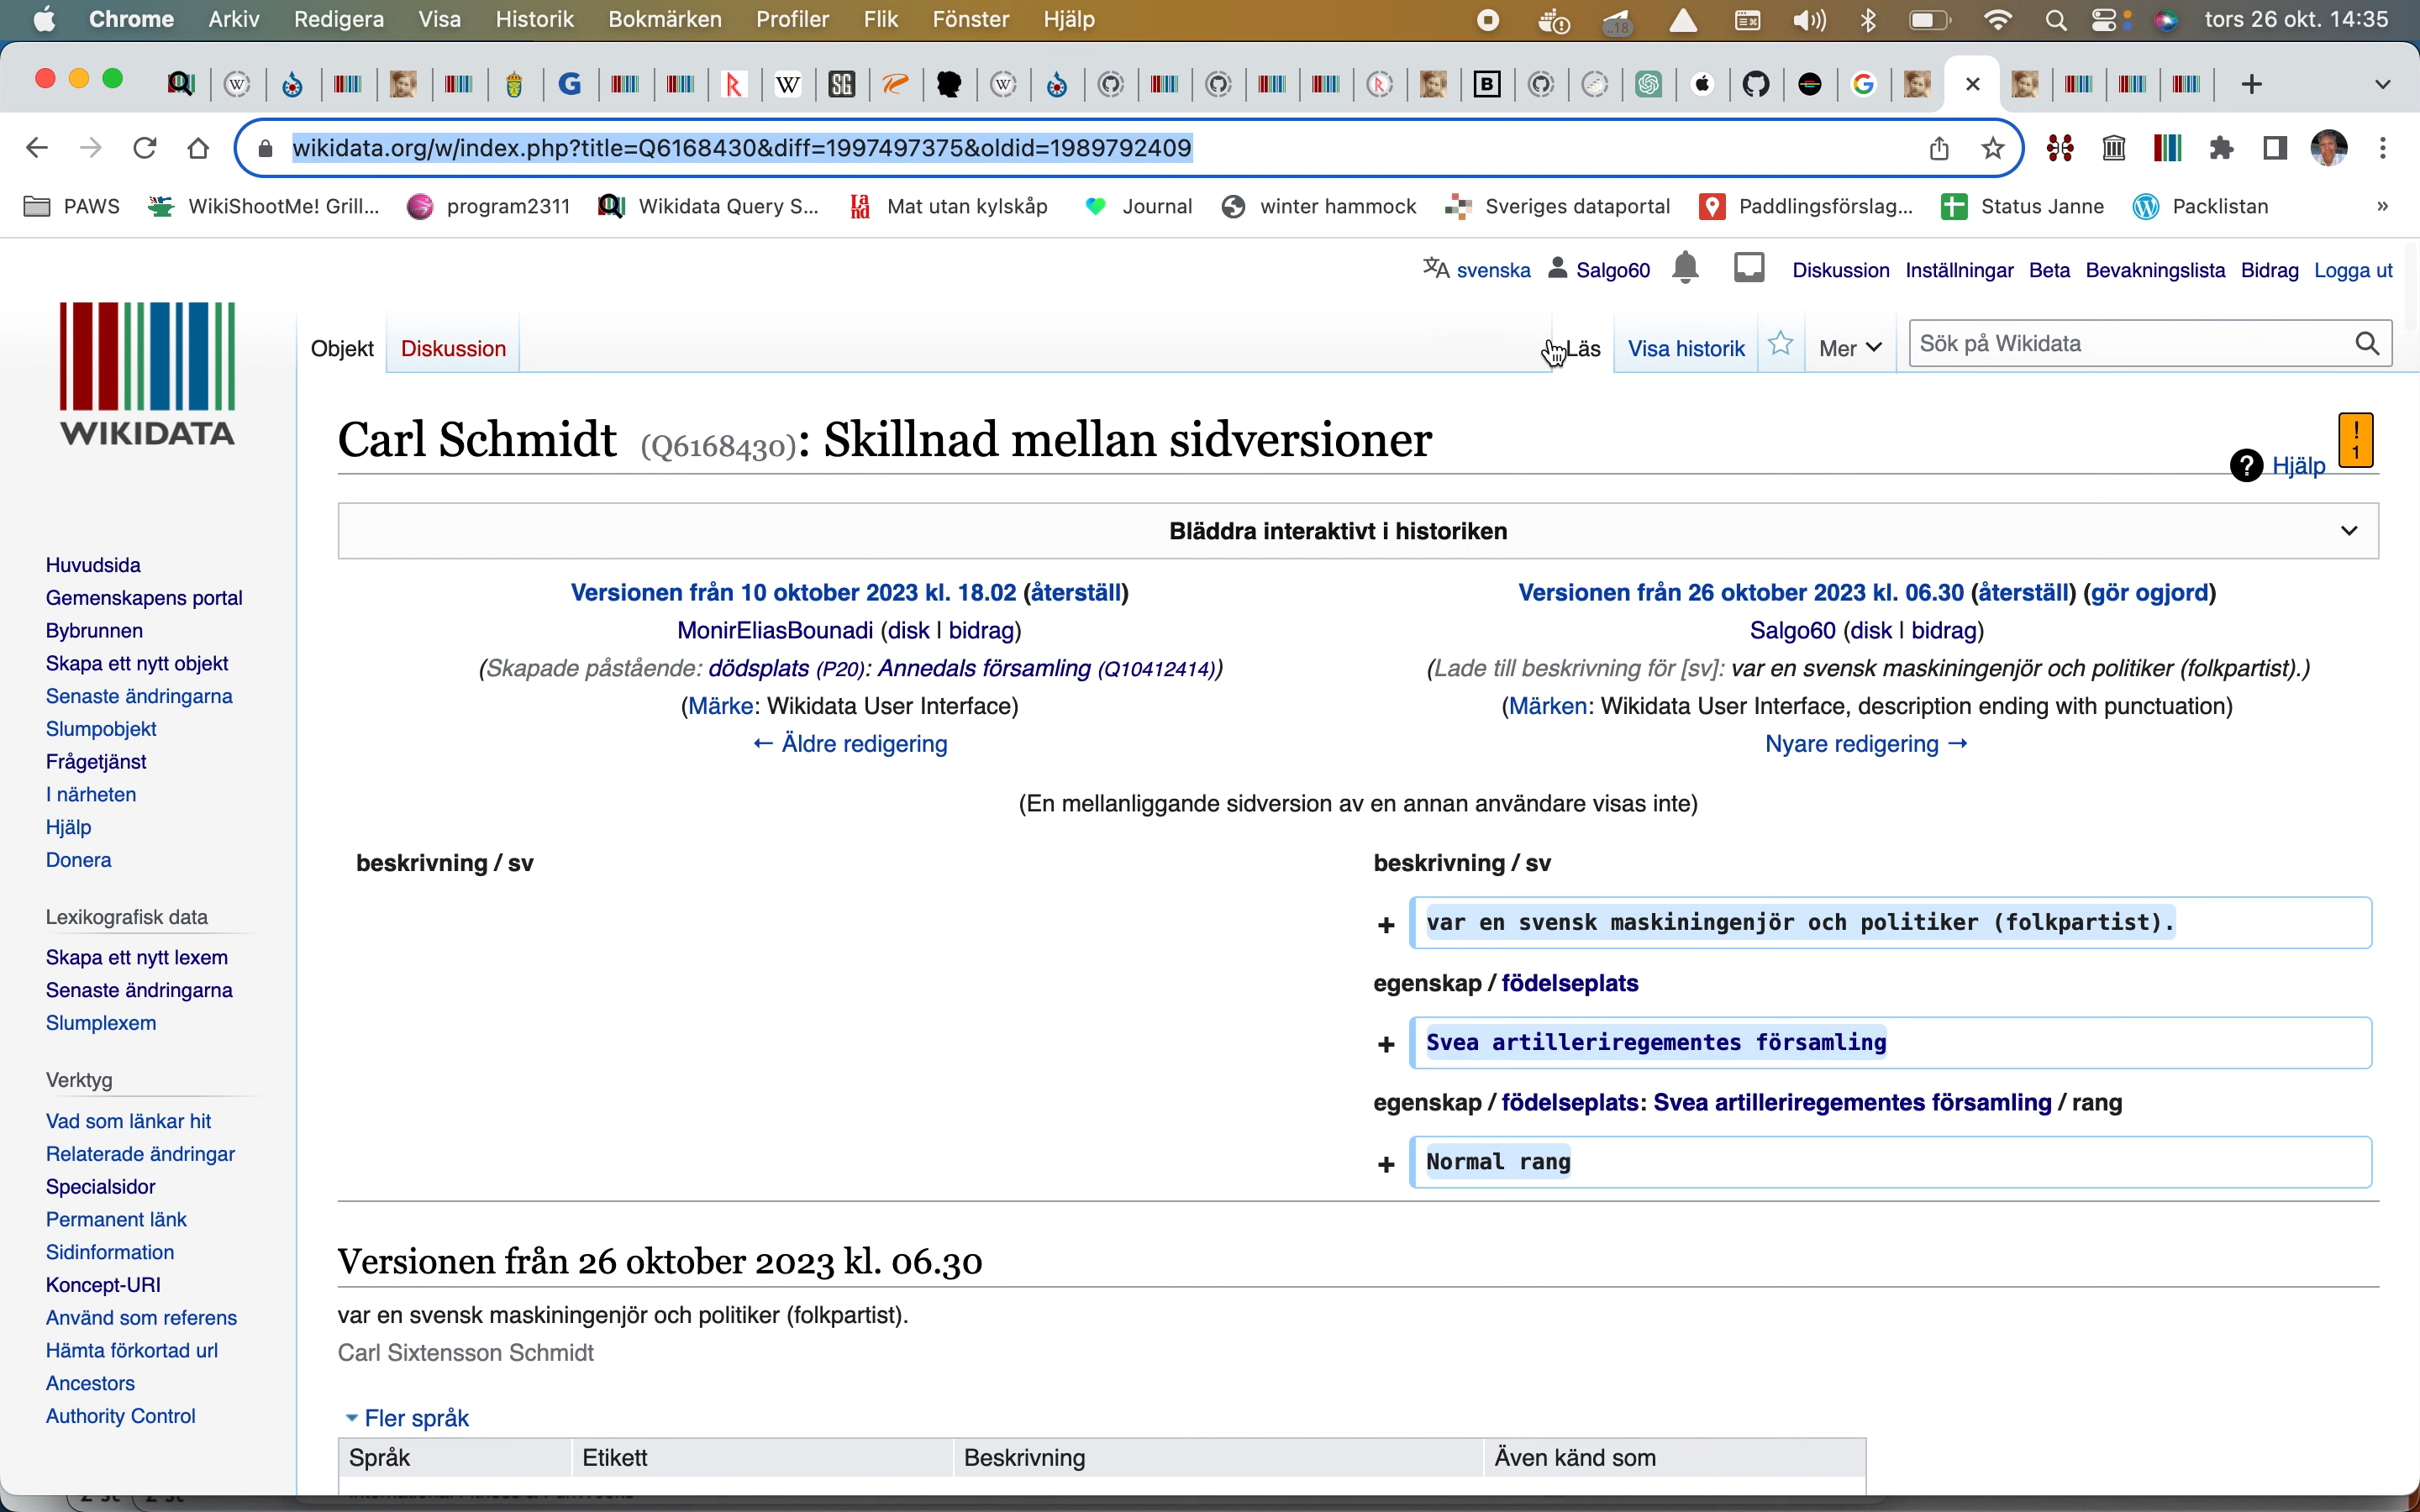 Chrome Arkiv Redigera Visa Historik Bokmärken Profiler Flik Fönster Hjälp tors 26 okt. 14:35
wikidata.org/w/index.php?title=Q6168430&diff=1997497375&oldid=1989792409
PAWS WikiShootMe! Grill... program2311 Wikidata Query S... Mat utan kylskåp Journal winter hammock Sveriges dataportal Paddlingsförslag... Status Janne Packlistan »
svenska Salgo60 Diskussion Inställningar Beta Bevakningslista Bidrag Logga ut
WIKIDATA
Objekt Diskussion Läs Visa historik Mer Sök på Wikidata
Carl Schmidt (Q6168430): Skillnad mellan sidversioner
! 1
? Hjälp
Bläddra interaktivt i historiken
Versionen från 10 oktober 2023 kl. 18.02 (återställ)
MonirEliasBounadi (disk | bidrag)
(Skapade påstående: dödsplats (P20): Annedals församling (Q10412414))
(Märke: Wikidata User Interface)
← Äldre redigering
Versionen från 26 oktober 2023 kl. 06.30 (återställ) (gör ogjord)
Salgo60 (disk | bidrag)
(Lade till beskrivning för [sv]: var en svensk maskiningenjör och politiker (folkpartist).)
(Märken: Wikidata User Interface, description ending with punctuation)
Nyare redigering →
(En mellanliggande sidversion av en annan användare visas inte)
beskrivning / sv
beskrivning / sv
+ var en svensk maskiningenjör och politiker (folkpartist).
egenskap / födelseplats
+ Svea artilleriregementes församling
egenskap / födelseplats: Svea artilleriregementes församling / rang
+ Normal rang
Versionen från 26 oktober 2023 kl. 06.30
var en svensk maskiningenjör och politiker (folkpartist).
Carl Sixtensson Schmidt
Fler språk
Språk Etikett Beskrivning Även känd som
Huvudsida
Gemenskapens portal
Bybrunnen
Skapa ett nytt objekt
Senaste ändringarna
Slumpobjekt
Frågetjänst
I närheten
Hjälp
Donera
Lexikografisk data
Skapa ett nytt lexem
Senaste ändringarna
Slumplexem
Verktyg
Vad som länkar hit
Relaterade ändringar
Specialsidor
Permanent länk
Sidinformation
Koncept-URI
Använd som referens
Hämta förkortad url
Ancestors
Authority Control